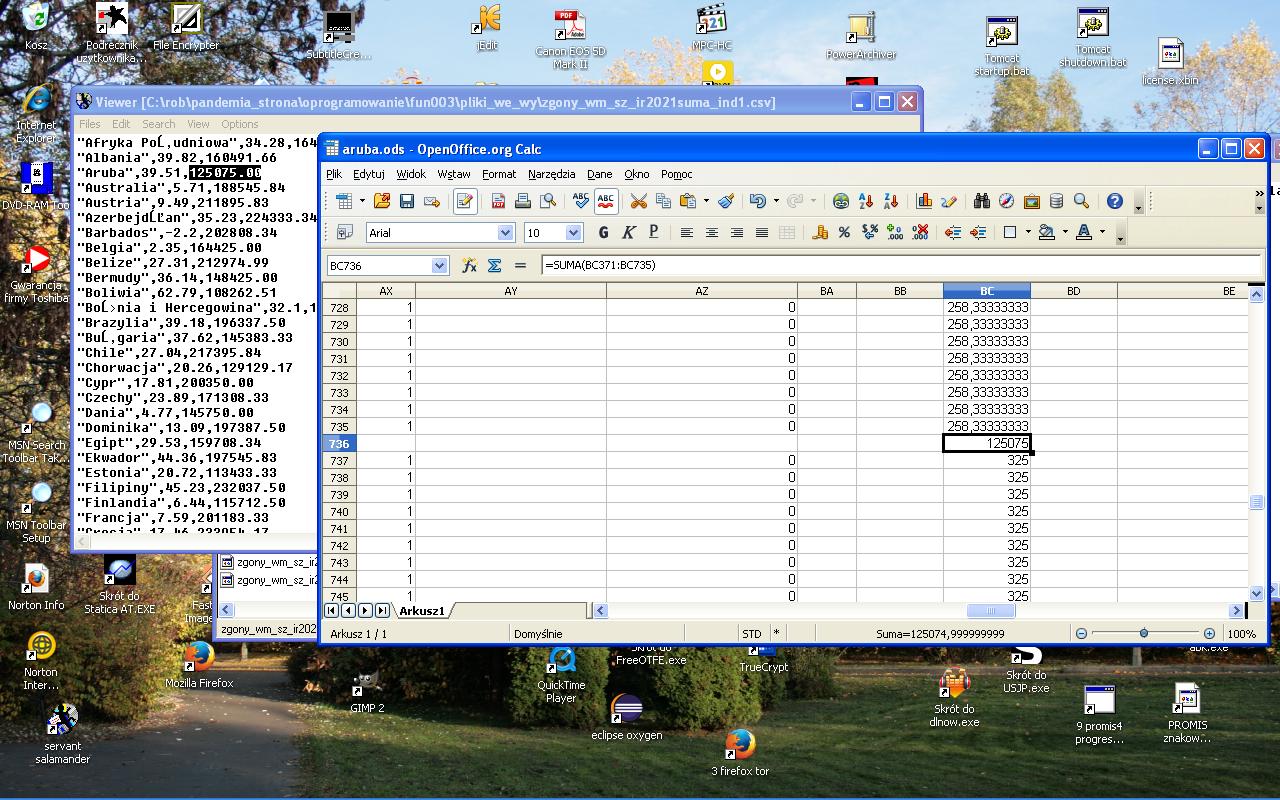 Kosz
Podręcznik
użytkownika...
File Encrypter
SubtitleCre...
jEdit
PDF
Canon EOS 5D
Mark II
321
MPC-HC
PowerArchiver
Tomcat
startup.bat
Tomcat
shutdown.bat
license.xbin
Internet
Explorer
DVD-RAM Too
Gwarancja
firmy Toshiba
MSN Search
Toolbar Tak...
MSN Toolbar
Setup
Norton Info
Norton
Inter...
servant
salamander
Viewer [C:\rob\pandemia_strona\oprogramowanie\fun003\pliki_we_wy\zgony_wm_sz_ir2021suma_ind1.csv]
Files Edit Search View Options
"Afryka PoĹ‚udniowa",34.28,164
"Albania",39.82,160491.66
"Aruba",39.51,125075.00
"Australia",5.71,188545.84
"Austria",9.49,211895.83
"AzerbejdĹĽan",35.23,224333.34
"Barbados",-2.2,202808.34
"Belgia",2.35,164425.00
"Belize",27.31,212974.99
"Bermudy",36.14,148425.00
"Boliwia",62.79,108262.51
"BoĹ›nia i Hercegowina",32.1,1
"Brazylia",39.18,196337.50
"BuĹ‚garia",37.62,145383.33
"Chile",27.04,217395.84
"Chorwacja",20.26,129129.17
"Cypr",17.81,200350.00
"Czechy",23.89,171308.33
"Dania",4.77,145750.00
"Dominika",13.09,197387.50
"Egipt",29.53,159708.34
"Ekwador",44.36,197545.83
"Estonia",20.72,113433.33
"Filipiny",45.23,232037.50
"Finlandia",6.44,115712.50
"Francja",7.59,201183.33
aruba.ods - OpenOffice.org Calc
Plik Edytuj Widok Wstaw Format Narzędzia Dane Okno Pomoc
Arial 10 G K P
BC736 =SUMA(BC371:BC735)
AX AY AZ BA BB BC BD BE
728 1 0 258,33333333
729 1 0 258,33333333
730 1 0 258,33333333
731 1 0 258,33333333
732 1 0 258,33333333
733 1 0 258,33333333
734 1 0 258,33333333
735 1 0 258,33333333
736 125075
737 1 0 325
738 1 0 325
739 1 0 325
740 1 0 325
741 1 0 325
742 1 0 325
743 1 0 325
744 1 0 325
745 1 0 325
Arkusz1
Arkusz 1 / 1 Domyślnie STD * Suma=125074,999999999 100%
zgony_wm_sz_ir2
zgony_wm_sz_ir2
zgony_wm_sz_ir202
Skrót do
Statica AT.EXE
Fast
Image
Mozilla Firefox
GIMP 2
QuickTime
Player
Skrót do
FreeOTFE.exe
eclipse oxygen
TrueCrypt
3 firefox tor
Skrót do
dlnow.exe
Skrót do
USJP.exe
9 promis4
progres...
PROMIS
znakow...